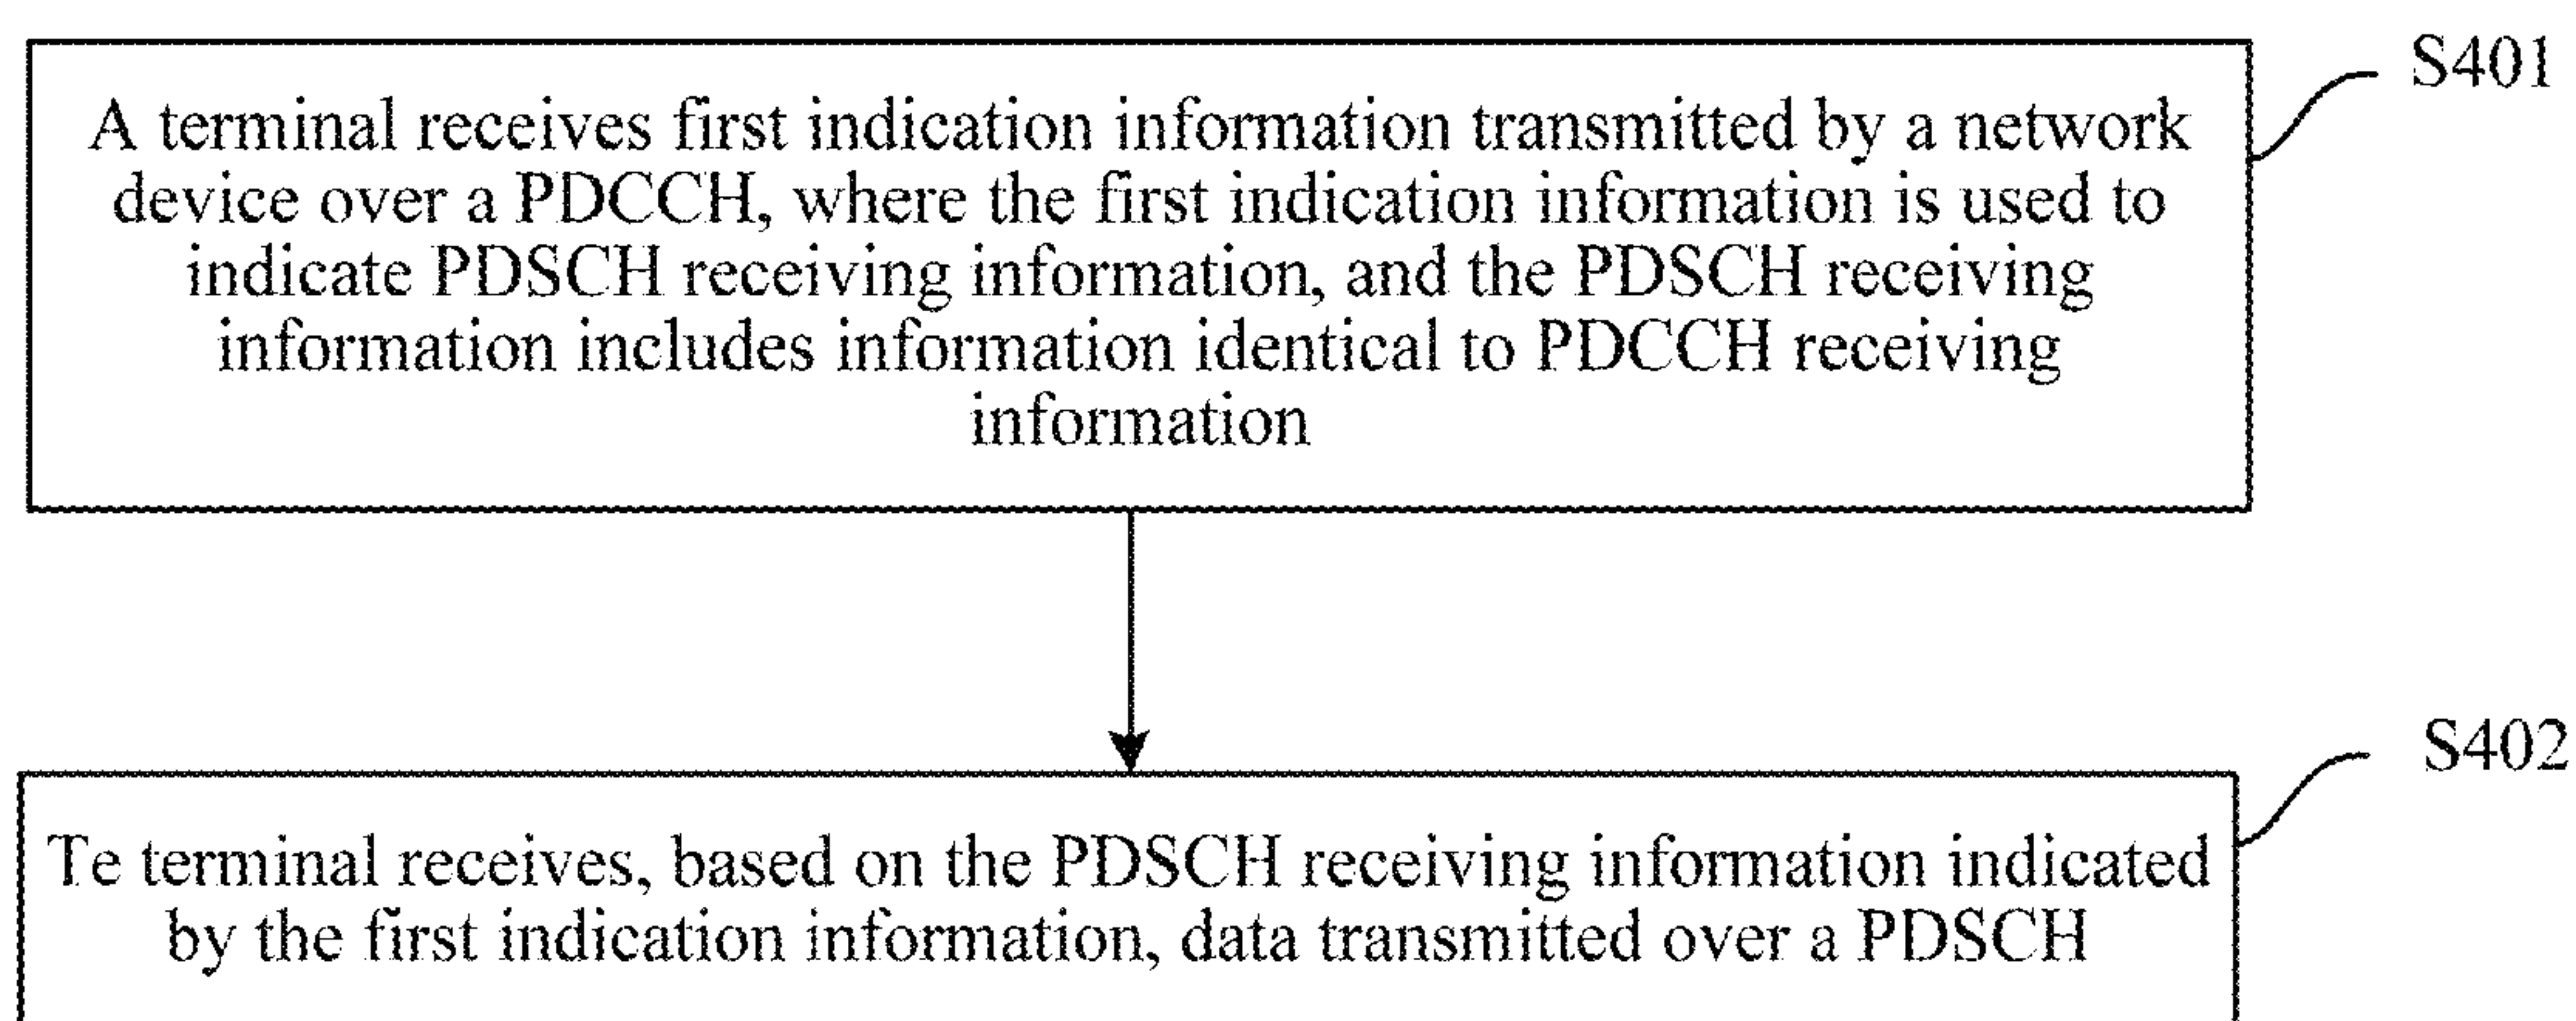 S401
A terminal receives first indication information transmitted by a network
device over a PDCCH, where the first indication information is used to
indicate PDSCH receiving information, and the PDSCH receiving
information includes information identical to PDCCH receiving
information
S402
Te terminal receives, based on the PDSCH receiving information indicated
by the first indication information, data transmitted over a PDSCH